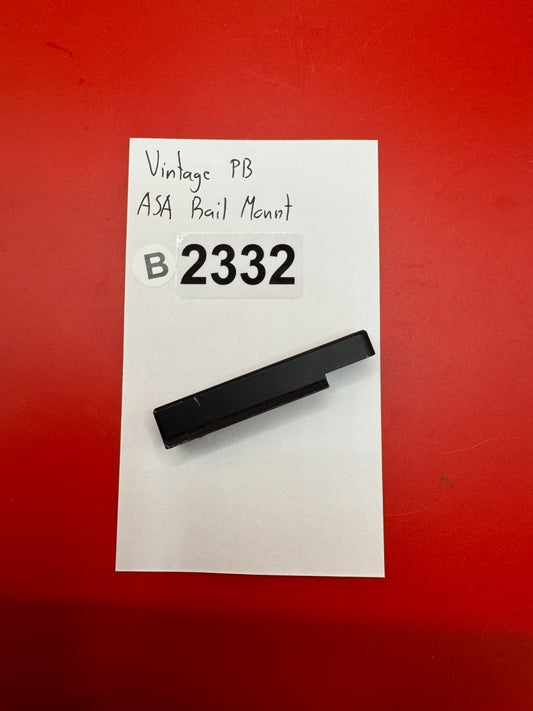 Vintage PB
ASA Rail Mount
B 2332